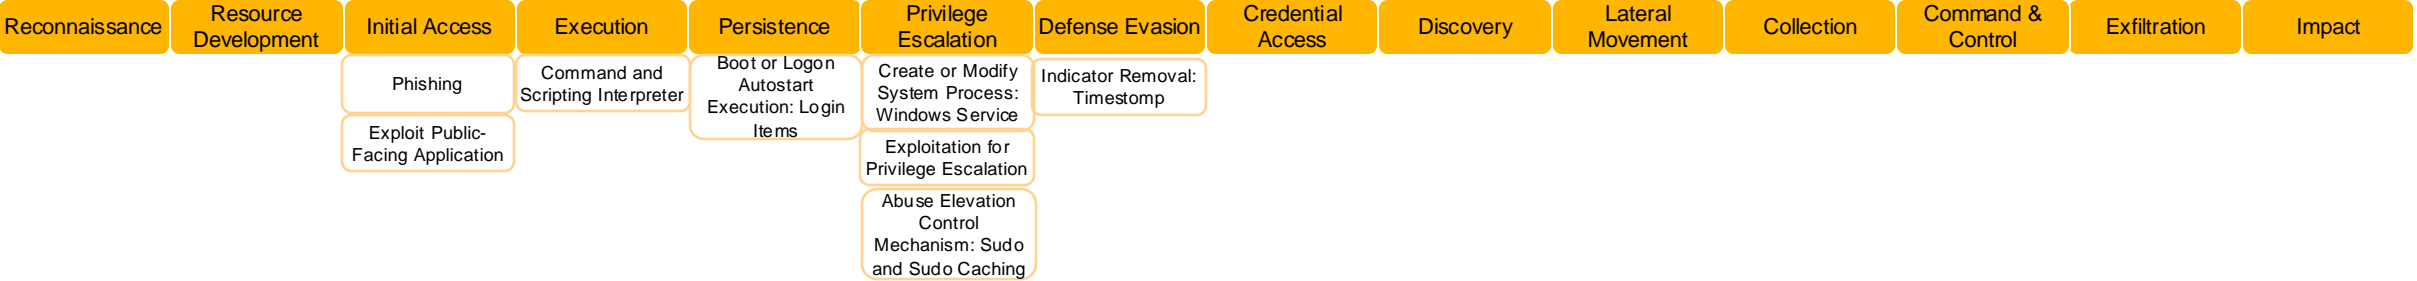 Reconnaissance
Resource
Development
Initial Access
Execution
Persistence
Privilege
Escalation
Defense Evasion
Credential
Access
Discovery
Lateral
Movement
Collection
Command &
Control
Exfiltration
Impact
Phishing
Exploit Public-
Facing Application
Command and
Scripting Interpreter
Boot or Logon
Autostart
Execution: Login
Items
Create or Modify
System Process:
Windows Service
Exploitation for
Privilege Escalation
Abuse Elevation
Control
Mechanism: Sudo
and Sudo Caching
Indicator Removal:
Timestomp